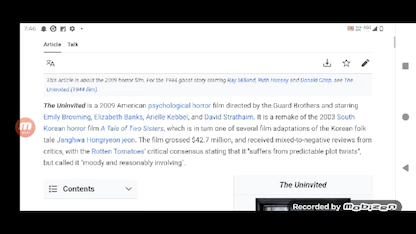 7:46
Article Talk
This article is about the 2009 horror film. For the 1944 ghost story starring Ray Milland, Ruth Hussey and Donald Crisp, see The
Uninvited (1944 film).
The Uninvited is a 2009 American psychological horror film directed by the Guard Brothers and starring
Emily Browning, Elizabeth Banks, Arielle Kebbel, and David Strathairn. It is a remake of the 2003 South
Korean horror film A Tale of Two Sisters, which is in turn one of several film adaptations of the Korean folk
tale Janghwa Hongryeon jeon. The film grossed $42.7 million, and received mixed-to-negative reviews from
critics, with the Rotten Tomatoes' critical consensus stating that it "suffers from predictable plot twists",
but called it "moody and reasonably involving".
Contents
The Uninvited
Recorded by Mobizen